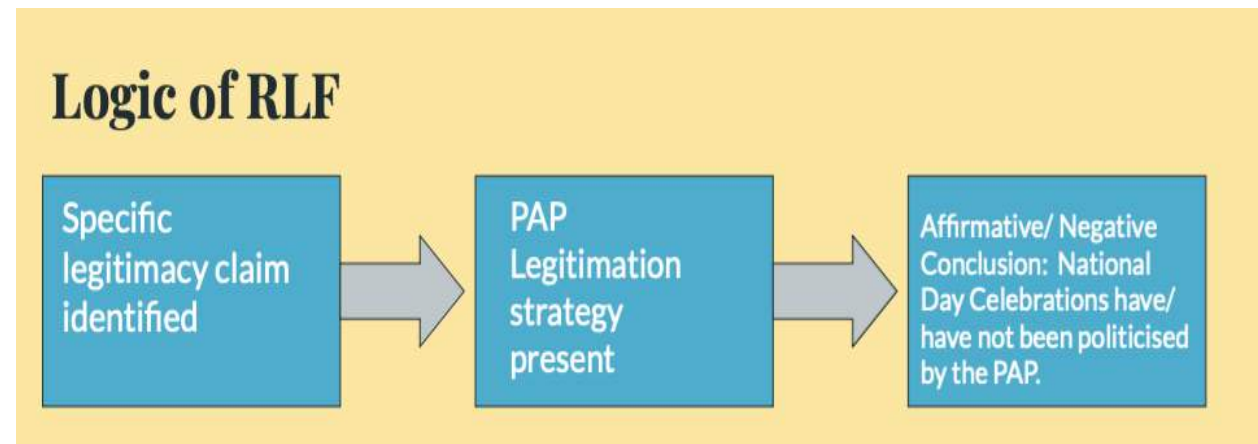 Logic of RLF
Specific
legitimacy claim
identified
PAP
Legitimation
strategy
present
Affirmative/ Negative
Conclusion: National
Day Celebrations have/
have not been politicised
by the PAP.